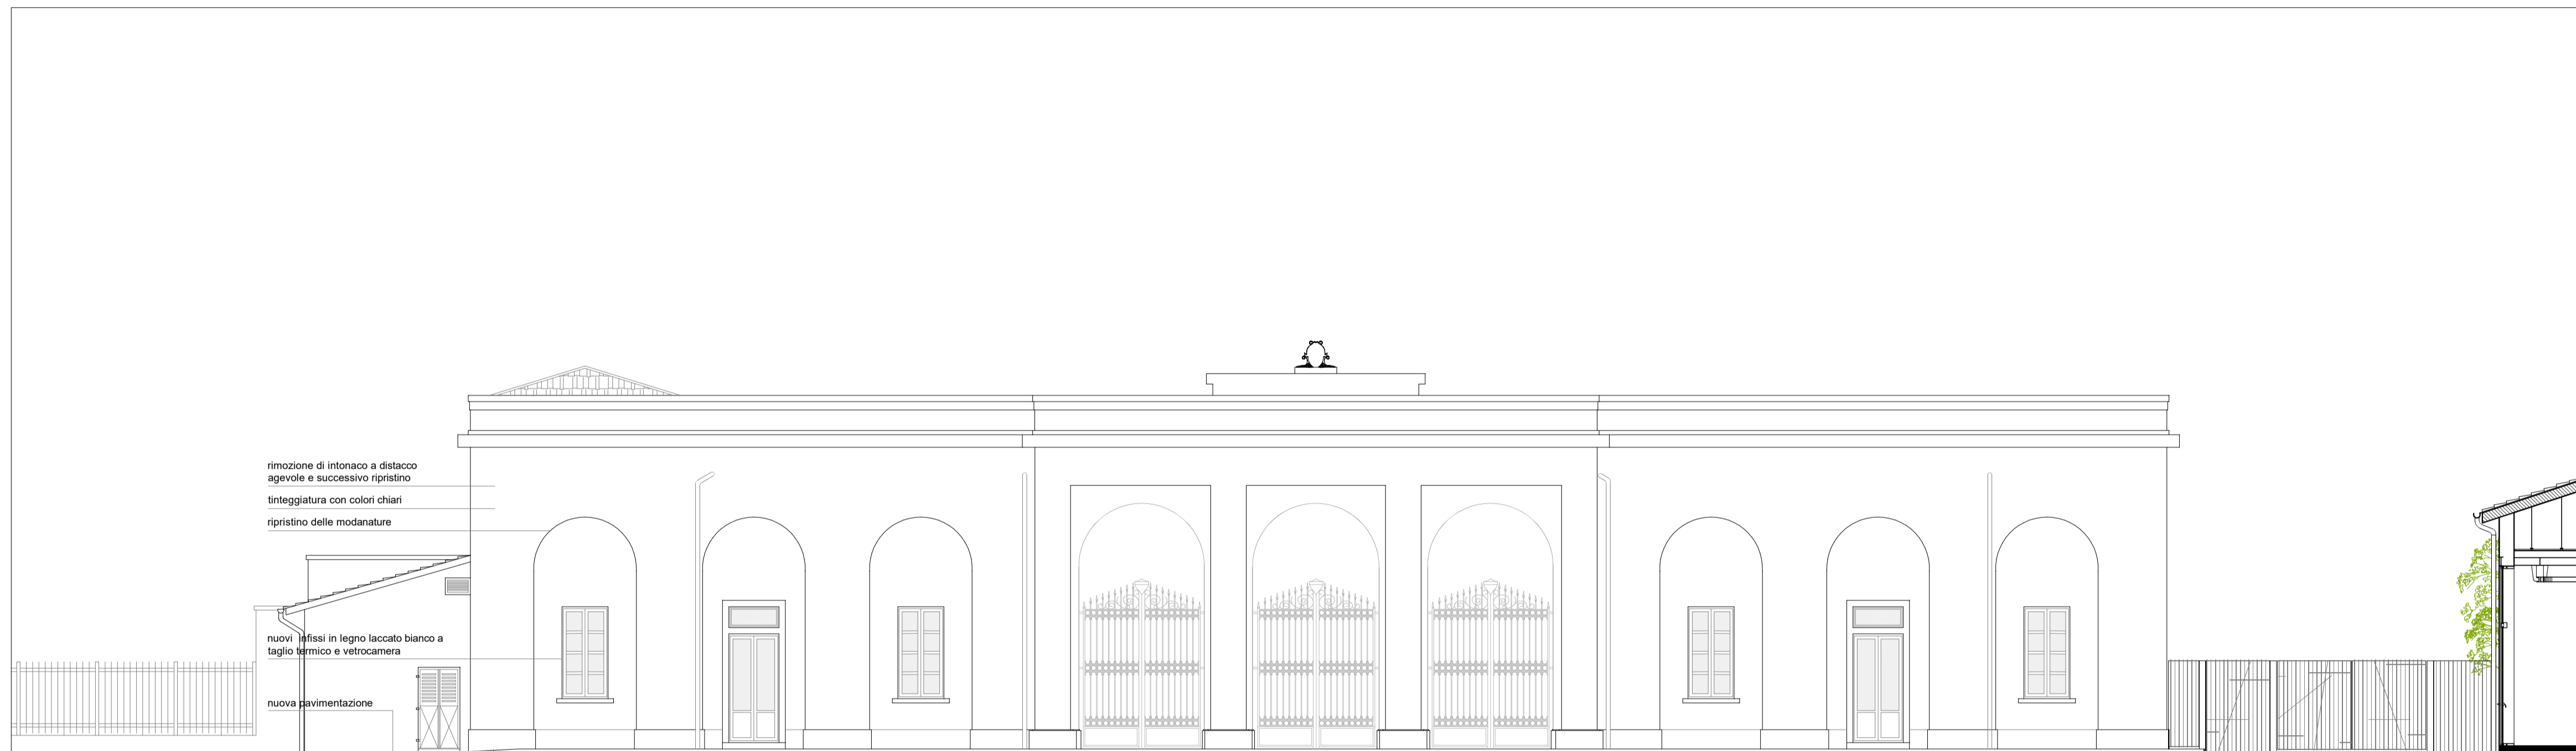 rimozione di intonaco a distacco
agevole e successivo ripristino
tinteggiatura con colori chiari
ripristino delle modanature
nuovi infissi in legno laccato bianco a
taglio termico e vetrocamera
nuova pavimentazione